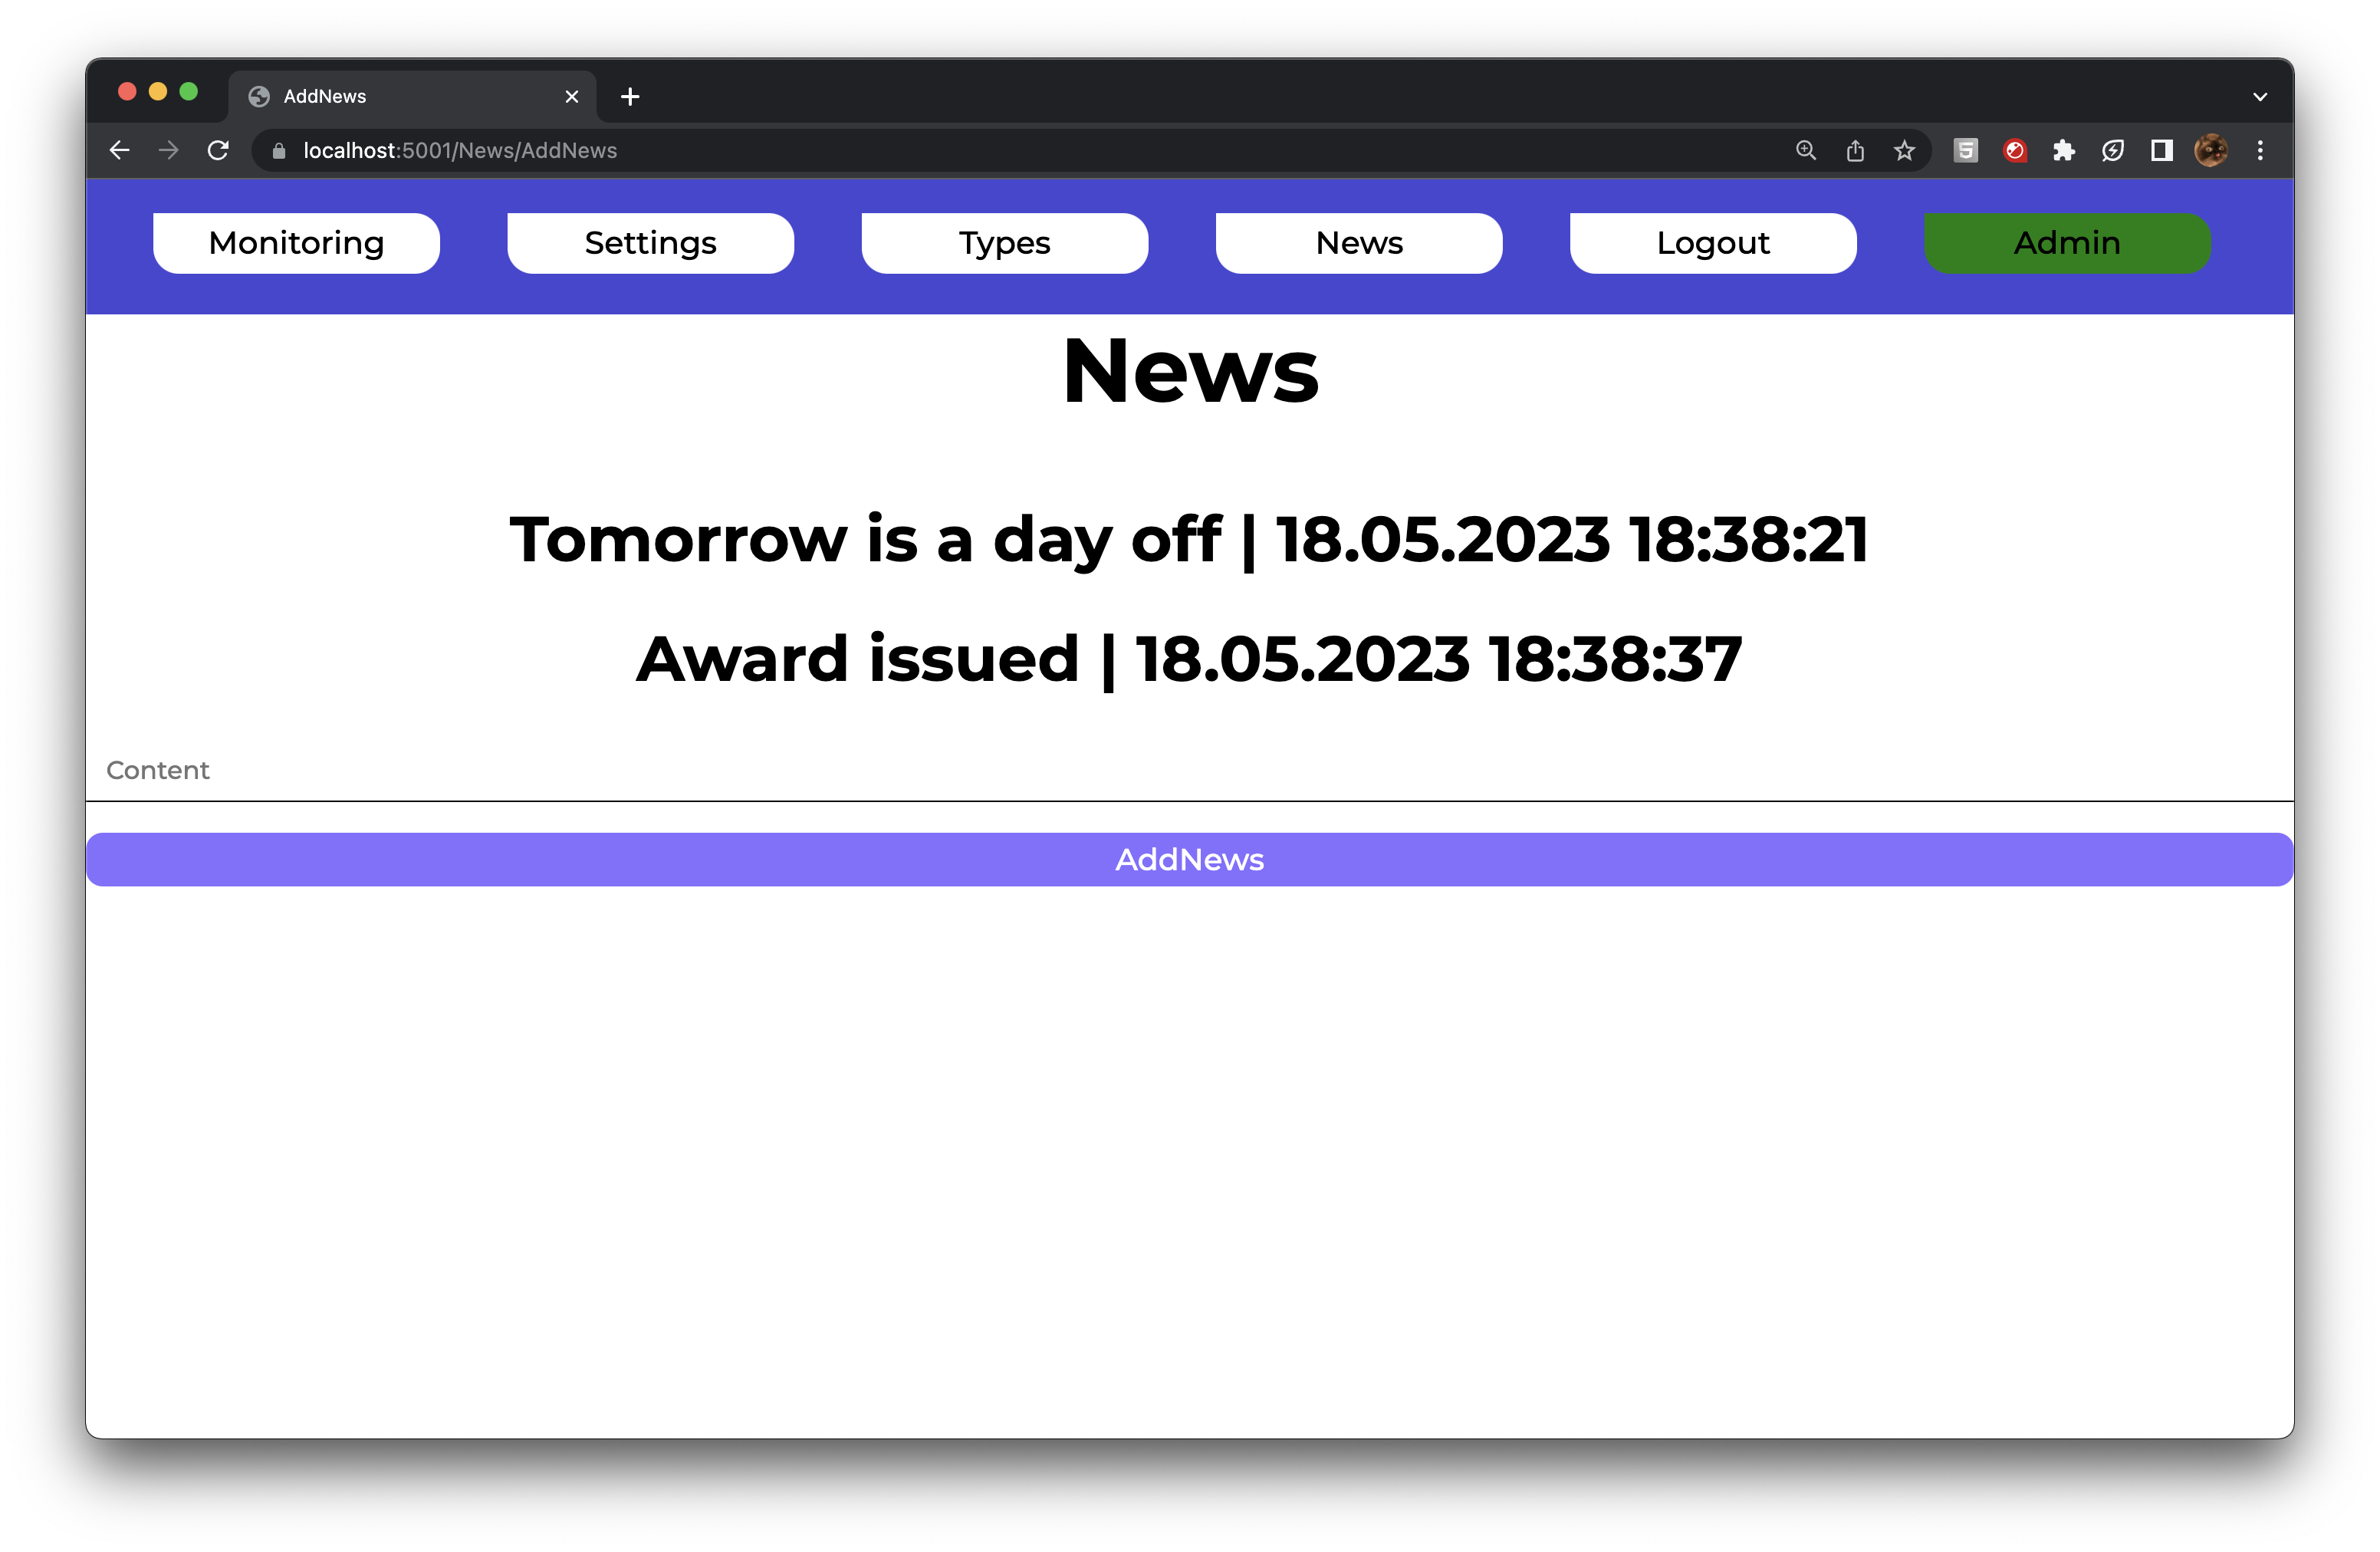 AddNews
localhost:5001/News/AddNews
Monitoring Settings Types News Logout Admin
News
Tomorrow is a day off | 18.05.2023 18:38:21
Award issued | 18.05.2023 18:38:37
Content
AddNews